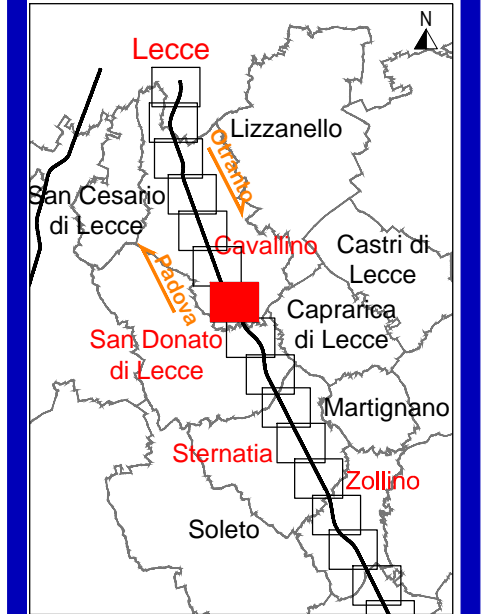 N
Lecce
Lizzanello
Otranto
San Cesario
di Lecce
Cavallino
Castri di
Lecce
Padova
Caprarica
di Lecce
San Donato
di Lecce
Martignano
Sternatia
Zollino
Soleto